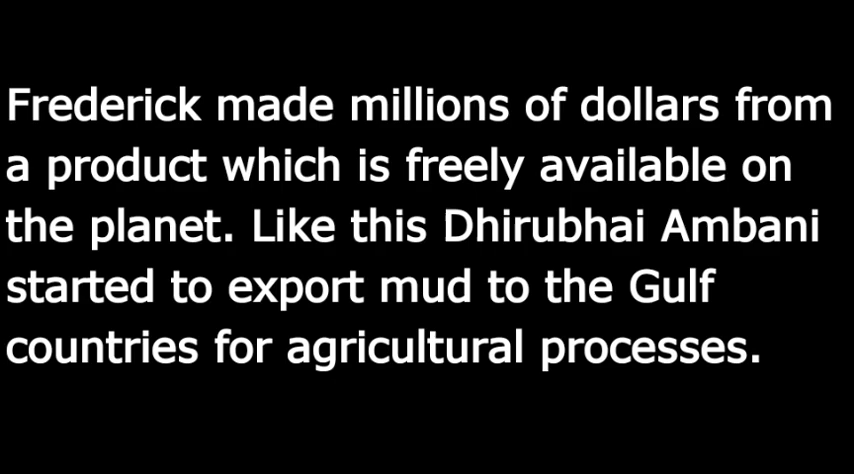 Frederick made millions of dollars from
a product which is freely available on
the planet. Like this Dhirubhai Ambani
started to export mud to the Gulf
countries for agricultural processes.